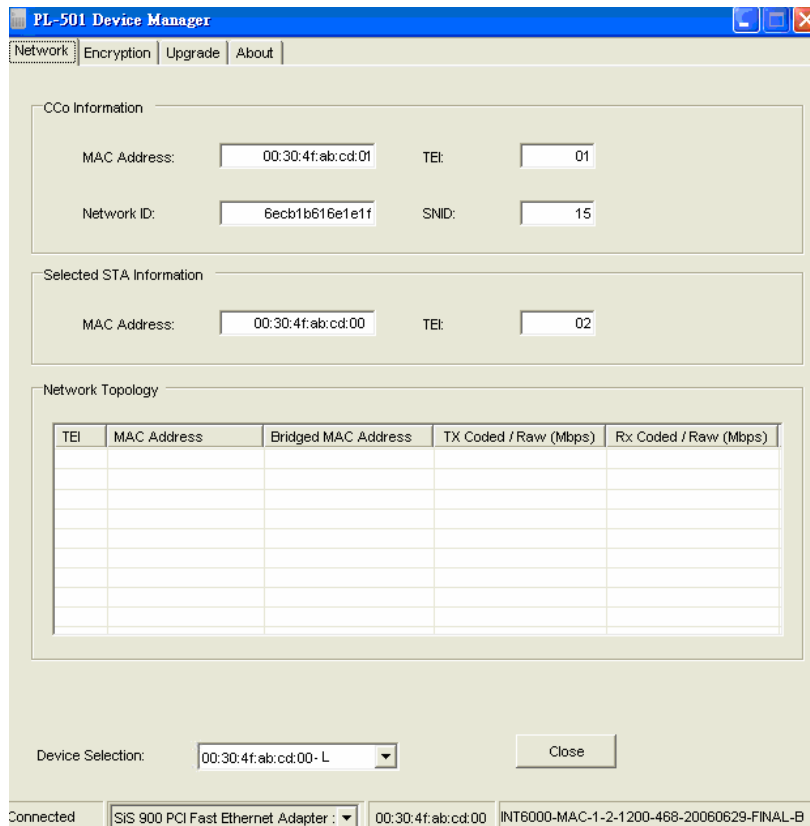 PL-501 Device Manager
Network Encryption Upgrade About
CCo Information
MAC Address: 00:30:4f:ab:cd:01 TEI: 01
Network ID: 6ecb1b616e1e1f SNID: 15
Selected STA Information
MAC Address: 00:30:4f:ab:cd:00 TEI: 02
Network Topology
TEI MAC Address Bridged MAC Address TX Coded / Raw (Mbps) Rx Coded / Raw (Mbps)
Device Selection: 00:30:4f:ab:cd:00- L Close
Connected SiS 900 PCI Fast Ethernet Adapter : 00:30:4f:ab:cd:00 INT6000-MAC-1-2-1200-468-20060629-FINAL-B